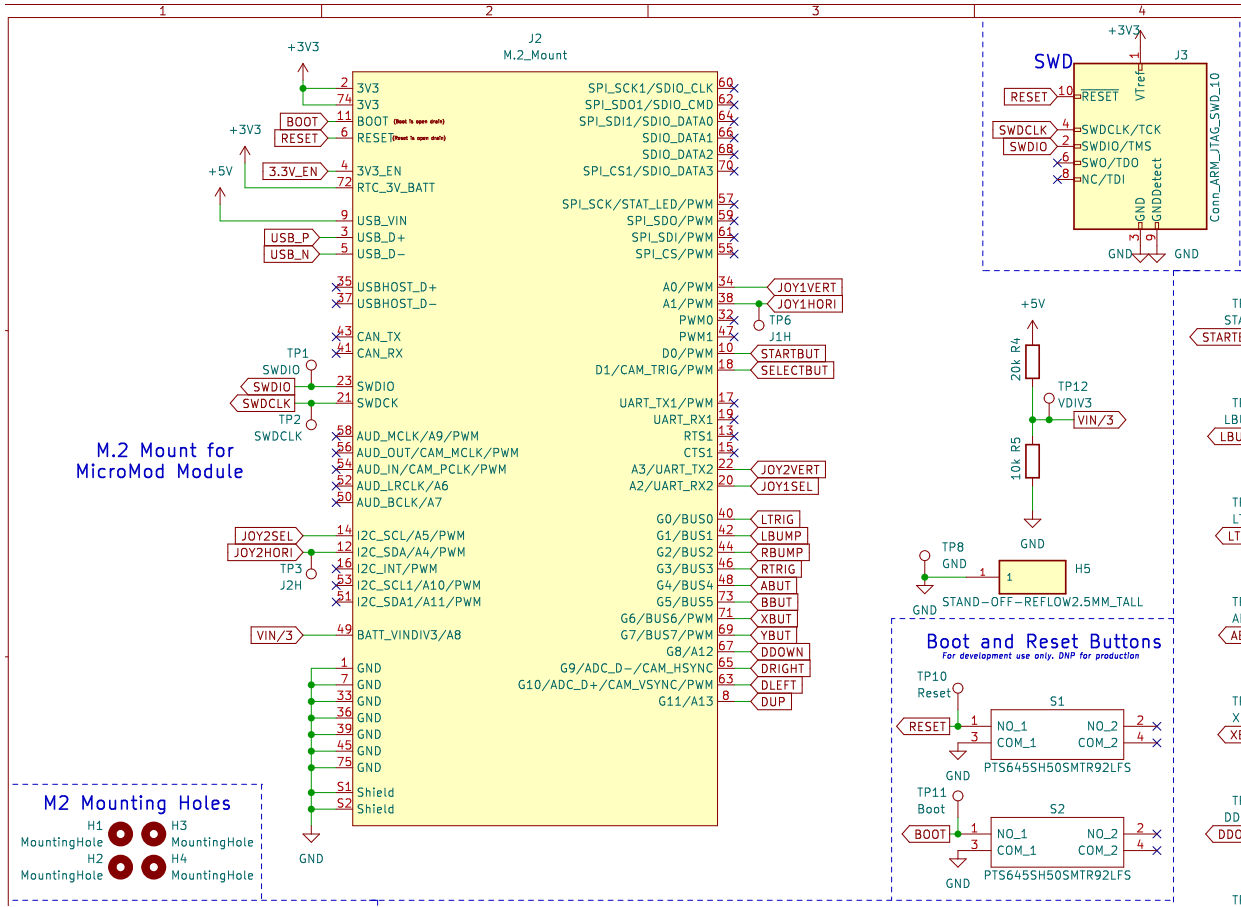 1
2
3
4
J2
M.2_Mount
+3V3
2
3V3
74
3V3
BOOT
11
BOOT
(Boot is open drain)
RESET
6
RESET
(Reset is open drain)
+3V3
3.3V_EN
4
3V3_EN
72
RTC_3V_BATT
+5V
9
USB_VIN
USB_P
3
USB_D+
USB_N
5
USB_D-
35
USBHOST_D+
37
USBHOST_D-
43
CAN_TX
41
CAN_RX
TP1
SWDIO
SWDIO
23
SWDIO
SWDCLK
21
SWDCK
TP2
SWDCLK
58
AUD_MCLK/A9/PWM
56
AUD_OUT/CAM_MCLK/PWM
54
AUD_IN/CAM_PCLK/PWM
52
AUD_LRCLK/A6
50
AUD_BCLK/A7
JOY2SEL
14
I2C_SCL/A5/PWM
JOY2HORI
12
I2C_SDA/A4/PWM
TP3
J2H
16
I2C_INT/PWM
53
I2C_SCL1/A10/PWM
51
I2C_SDA1/A11/PWM
VIN/3
49
BATT_VINDIV3/A8
1
GND
7
GND
33
GND
36
GND
39
GND
45
GND
75
GND
S1
Shield
S2
Shield
GND
M.2 Mount for
MicroMod Module
M2 Mounting Holes
H1
MountingHole
H3
MountingHole
H2
MountingHole
H4
MountingHole
SPI_SCK1/SDIO_CLK
60
SPI_SDO1/SDIO_CMD
62
SPI_SDI1/SDIO_DATA0
64
SDIO_DATA1
66
SDIO_DATA2
68
SPI_CS1/SDIO_DATA3
70
SPI_SCK/STAT_LED/PWM
57
SPI_SDO/PWM
59
SPI_SDI/PWM
61
SPI_CS/PWM
55
A0/PWM
34
JOY1VERT
A1/PWM
38
JOY1HORI
TP6
J1H
PWM0
32
PWM1
47
D0/PWM
10
STARTBUT
D1/CAM_TRIG/PWM
18
SELECTBUT
UART_TX1/PWM
17
UART_RX1
19
RTS1
13
CTS1
15
A3/UART_TX2
22
JOY2VERT
A2/UART_RX2
20
JOY1SEL
G0/BUS0
40
LTRIG
G1/BUS1
42
LBUMP
G2/BUS2
44
RBUMP
G3/BUS3
46
RTRIG
G4/BUS4
48
ABUT
G5/BUS5
73
BBUT
G6/BUS6/PWM
71
XBUT
G7/BUS7/PWM
69
YBUT
G8/A12
67
DDOWN
G9/ADC_D-/CAM_HSYNC
65
DRIGHT
G10/ADC_D+/CAM_VSYNC/PWM
63
DLEFT
G11/A13
8
DUP
SWD
+3V3
J3
1
VTref
RESET
10
RESET
SWDCLK
4
SWDCLK/TCK
SWDIO
2
SWDIO/TMS
6
SWO/TDO
8
NC/TDI
GND
GNDDetect
3
9
GND
GND
Conn_ARM_JTAG_SWD_10
+5V
20k R4
TP12
VDIV3
VIN/3
10k R5
GND
TP8
GND
GND
1
1
H5
STAND-OFF-REFLOW2.5MM_TALL
Boot and Reset Buttons
For development use only. DNP for production
TP10
Reset
RESET
S1
1
NO_1
NO_2
2
3
COM_1
COM_2
4
GND
PTS645SH50SMTR92LFS
TP11
Boot
BOOT
S2
1
NO_1
NO_2
2
3
COM_1
COM_2
4
GND
PTS645SH50SMTR92LFS